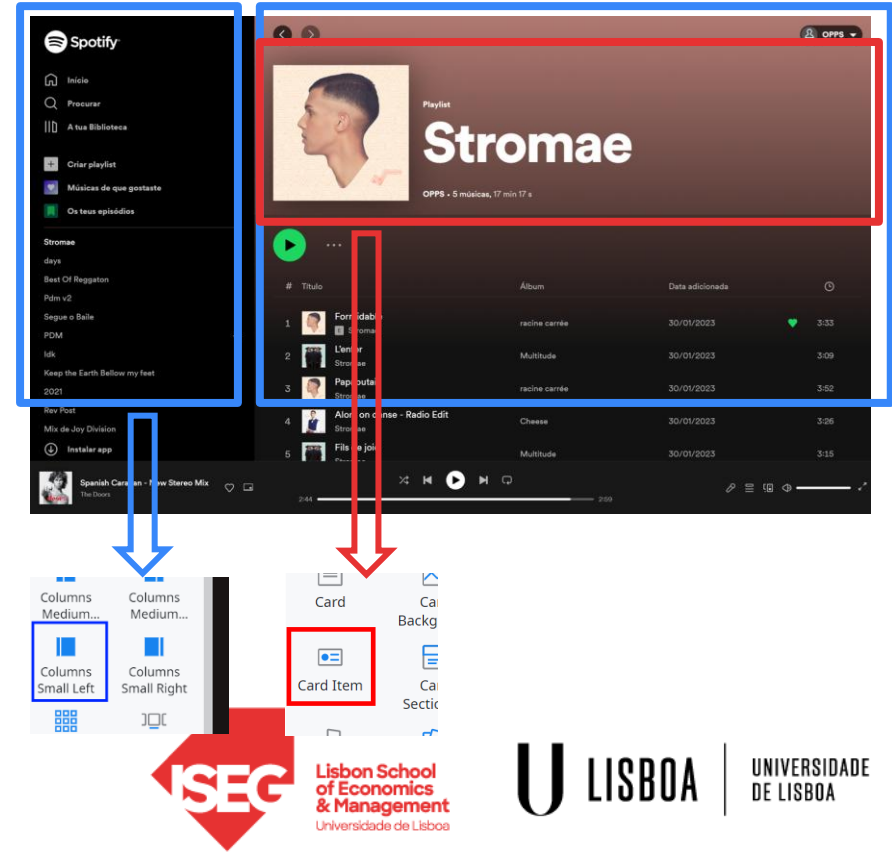 Spotify
Início
Procurar
A tua Biblioteca
Criar playlist
Músicas de que gostaste
Os teus episódios
Stromae
days
Best Of Reggaton
Pdm v2
Segue o Baile
PDM
Idk
Keep the Earth Bellow my feet
2021
Rev Post
Mix de Joy Division
Instalar app
OPPS
Playlist
Stromae
OPPS • 5 músicas, 17 min 17 s
# Título Álbum Data adicionada
1 Formidable racine carrée 30/01/2023 3:33
E Stromae
2 L'enfer Multitude 30/01/2023 3:09
Stromae
3 Papaoutai racine carrée 30/01/2023 3:52
Stromae
4 Alors on danse - Radio Edit Cheese 30/01/2023 3:26
Stromae
5 Fils de joie Multitude 30/01/2023 3:15
Spanish Caravan - New Stereo Mix
The Doors
2:44 2:59
Columns Columns
Medium... Medium...
Columns Columns
Small Left Small Right
Card Ca
Backg
Card Item Ca
Sectio
ISEG
Lisbon School
of Economics
& Management
Universidade de Lisboa
U LISBOA
UNIVERSIDADE
DE LISBOA